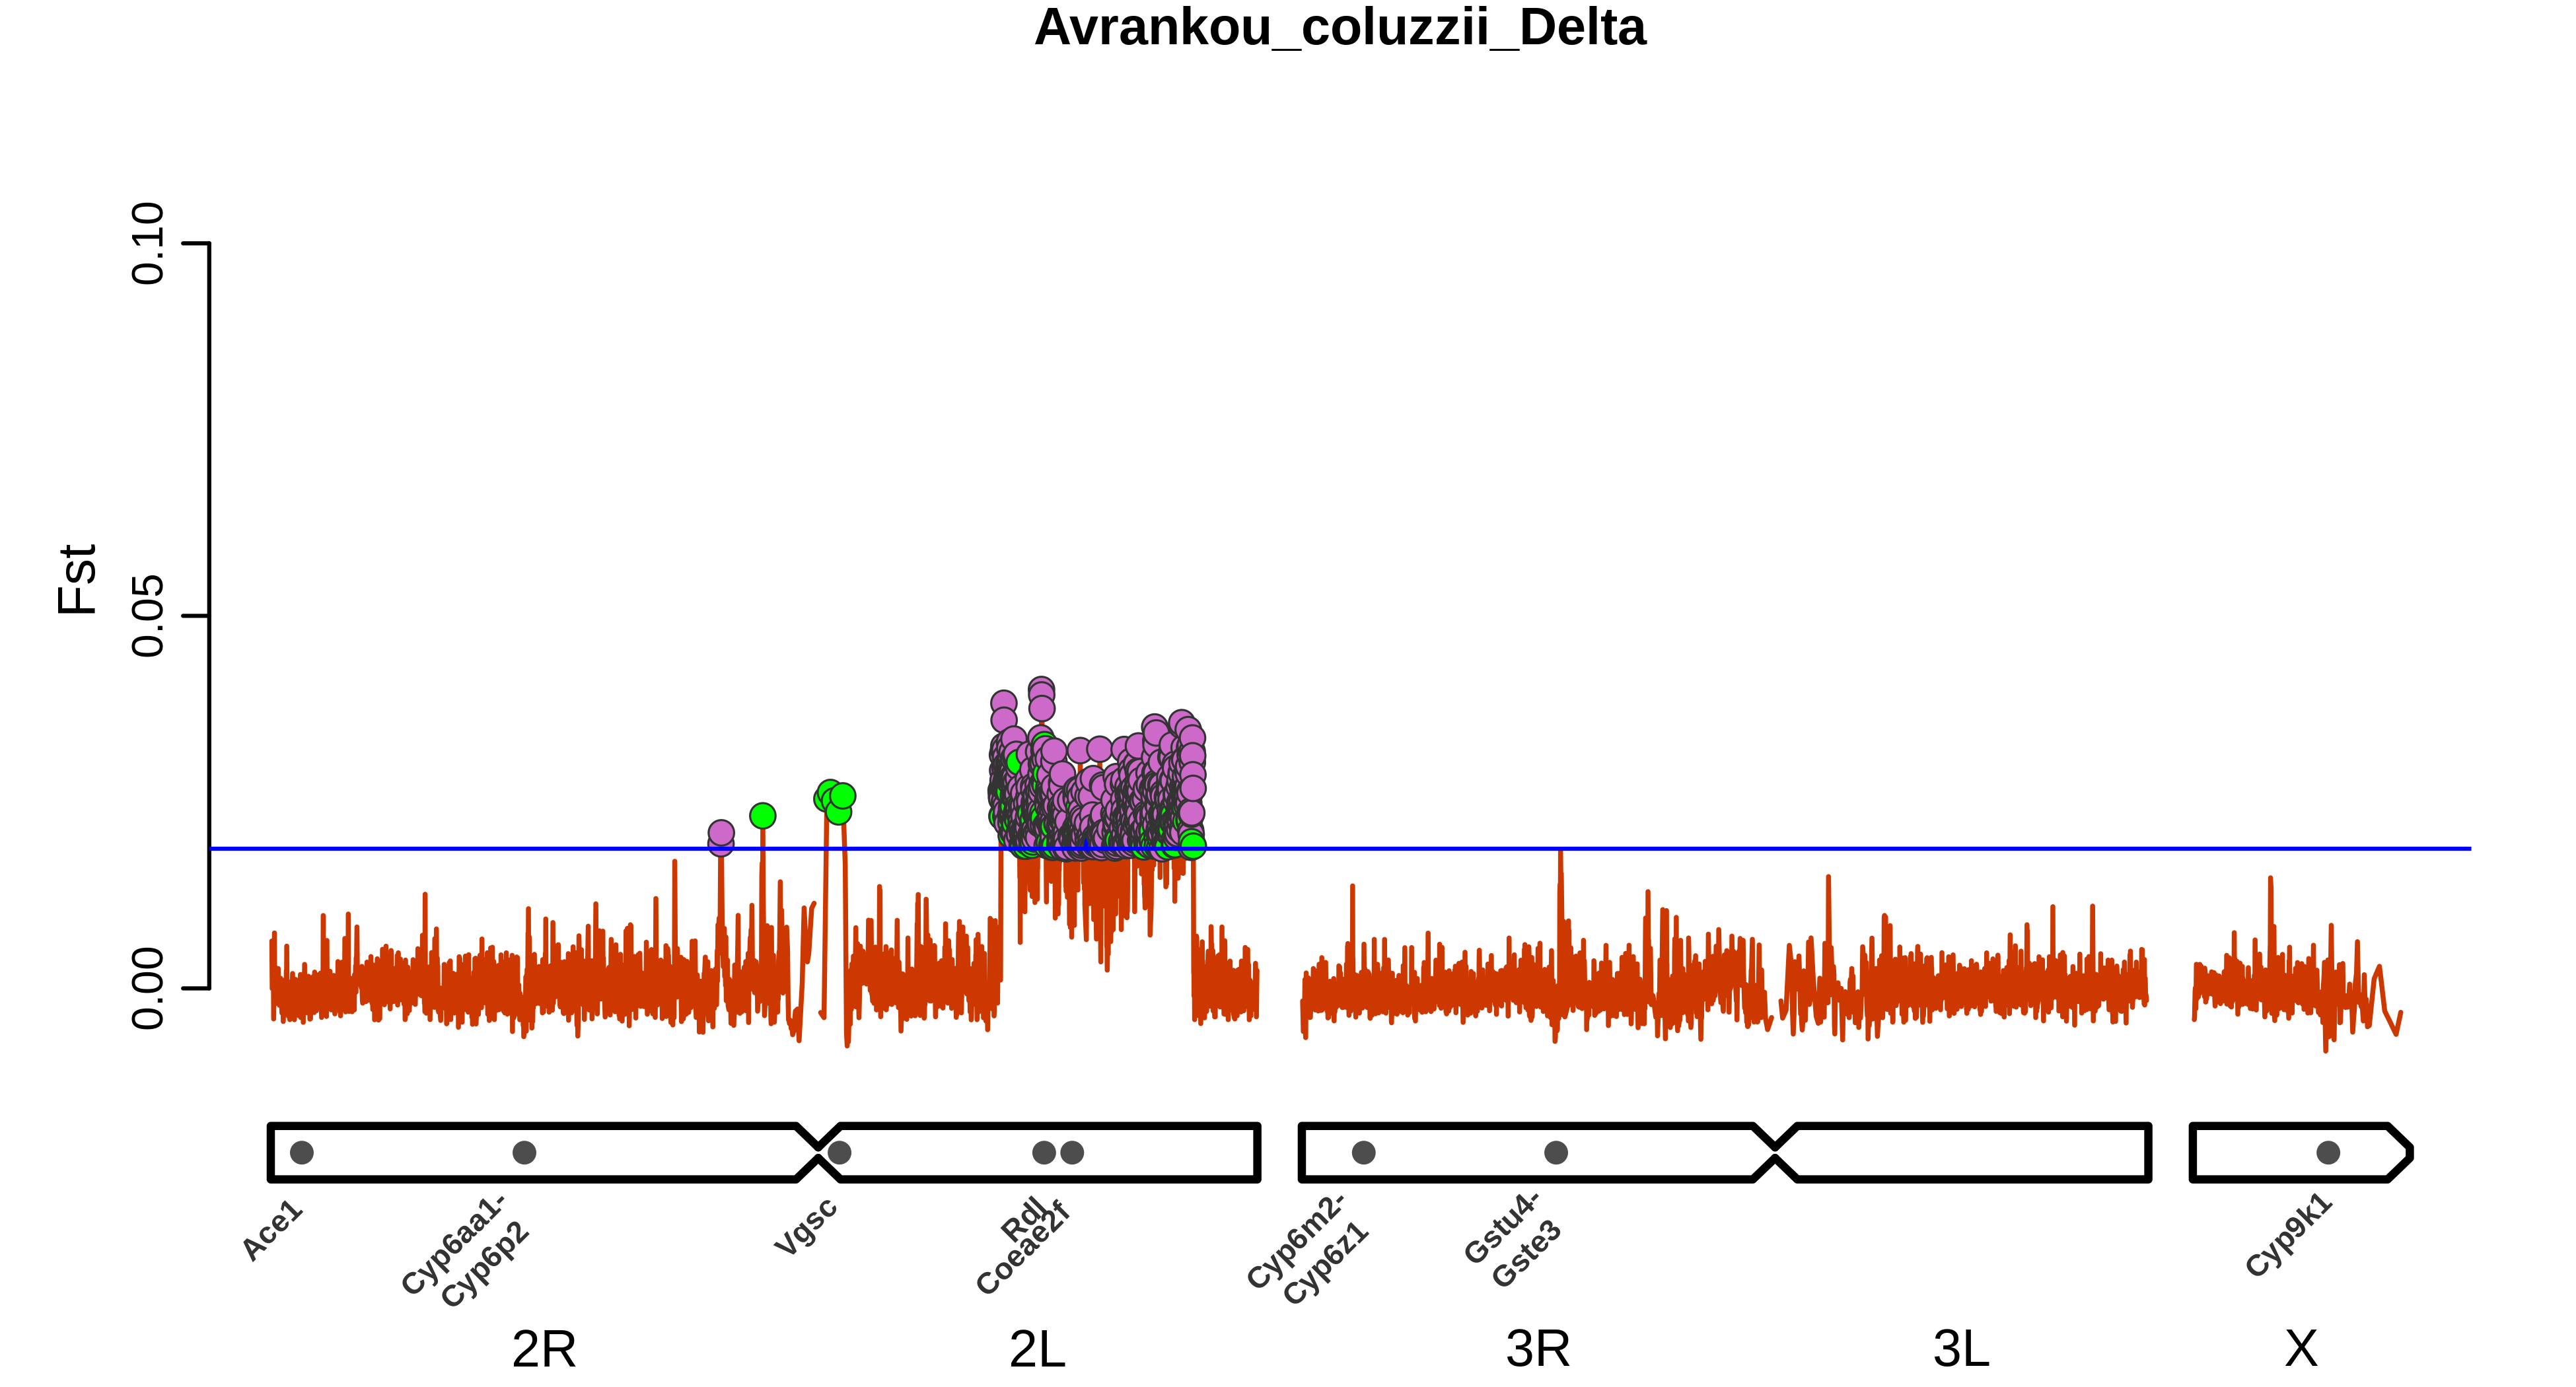 Avrankou_coluzzii_Delta
Fst
0.10
0.05
0.00
Ace1
Cyp6aa1-
Cyp6p2
Vgsc
Rdl
Coeae2f
Cyp6m2-
Cyp6z1
Gstu4-
Gste3
Cyp9k1
2R
2L
3R
3L
X